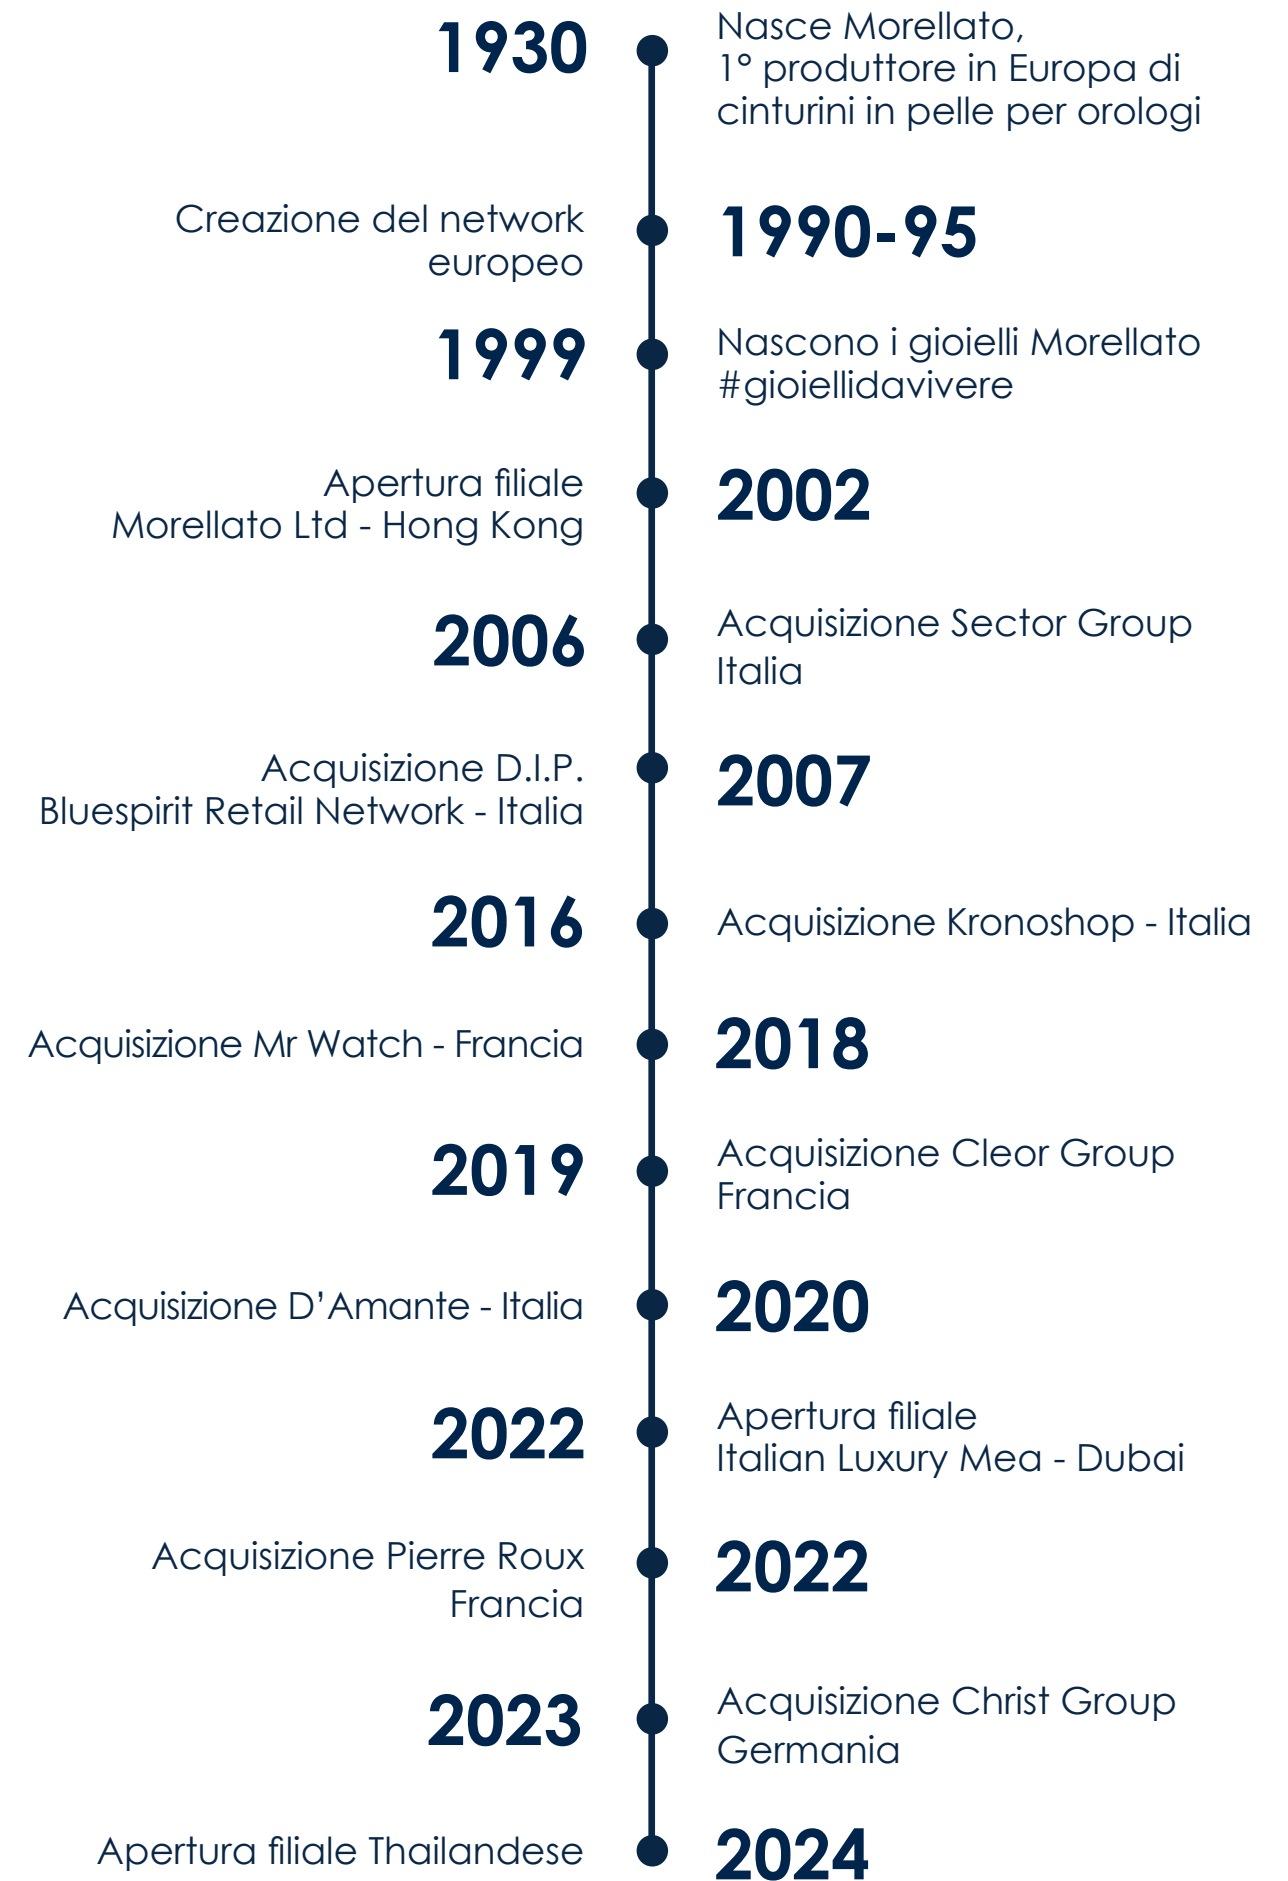 1930
Nasce Morellato,
1° produttore in Europa di
cinturini in pelle per orologi
Creazione del network
europeo
1990-95
1999
Nascono i gioielli Morellato
#gioiellidavivere
Apertura filiale
Morellato Ltd - Hong Kong
2002
2006
Acquisizione Sector Group
Italia
Acquisizione D.I.P.
Bluespirit Retail Network - Italia
2007
2016
Acquisizione Kronoshop - Italia
Acquisizione Mr Watch - Francia
2018
2019
Acquisizione Cleor Group
Francia
Acquisizione D’Amante - Italia
2020
2022
Apertura filiale
Italian Luxury Mea - Dubai
Acquisizione Pierre Roux
Francia
2022
2023
Acquisizione Christ Group
Germania
Apertura filiale Thailandese
2024